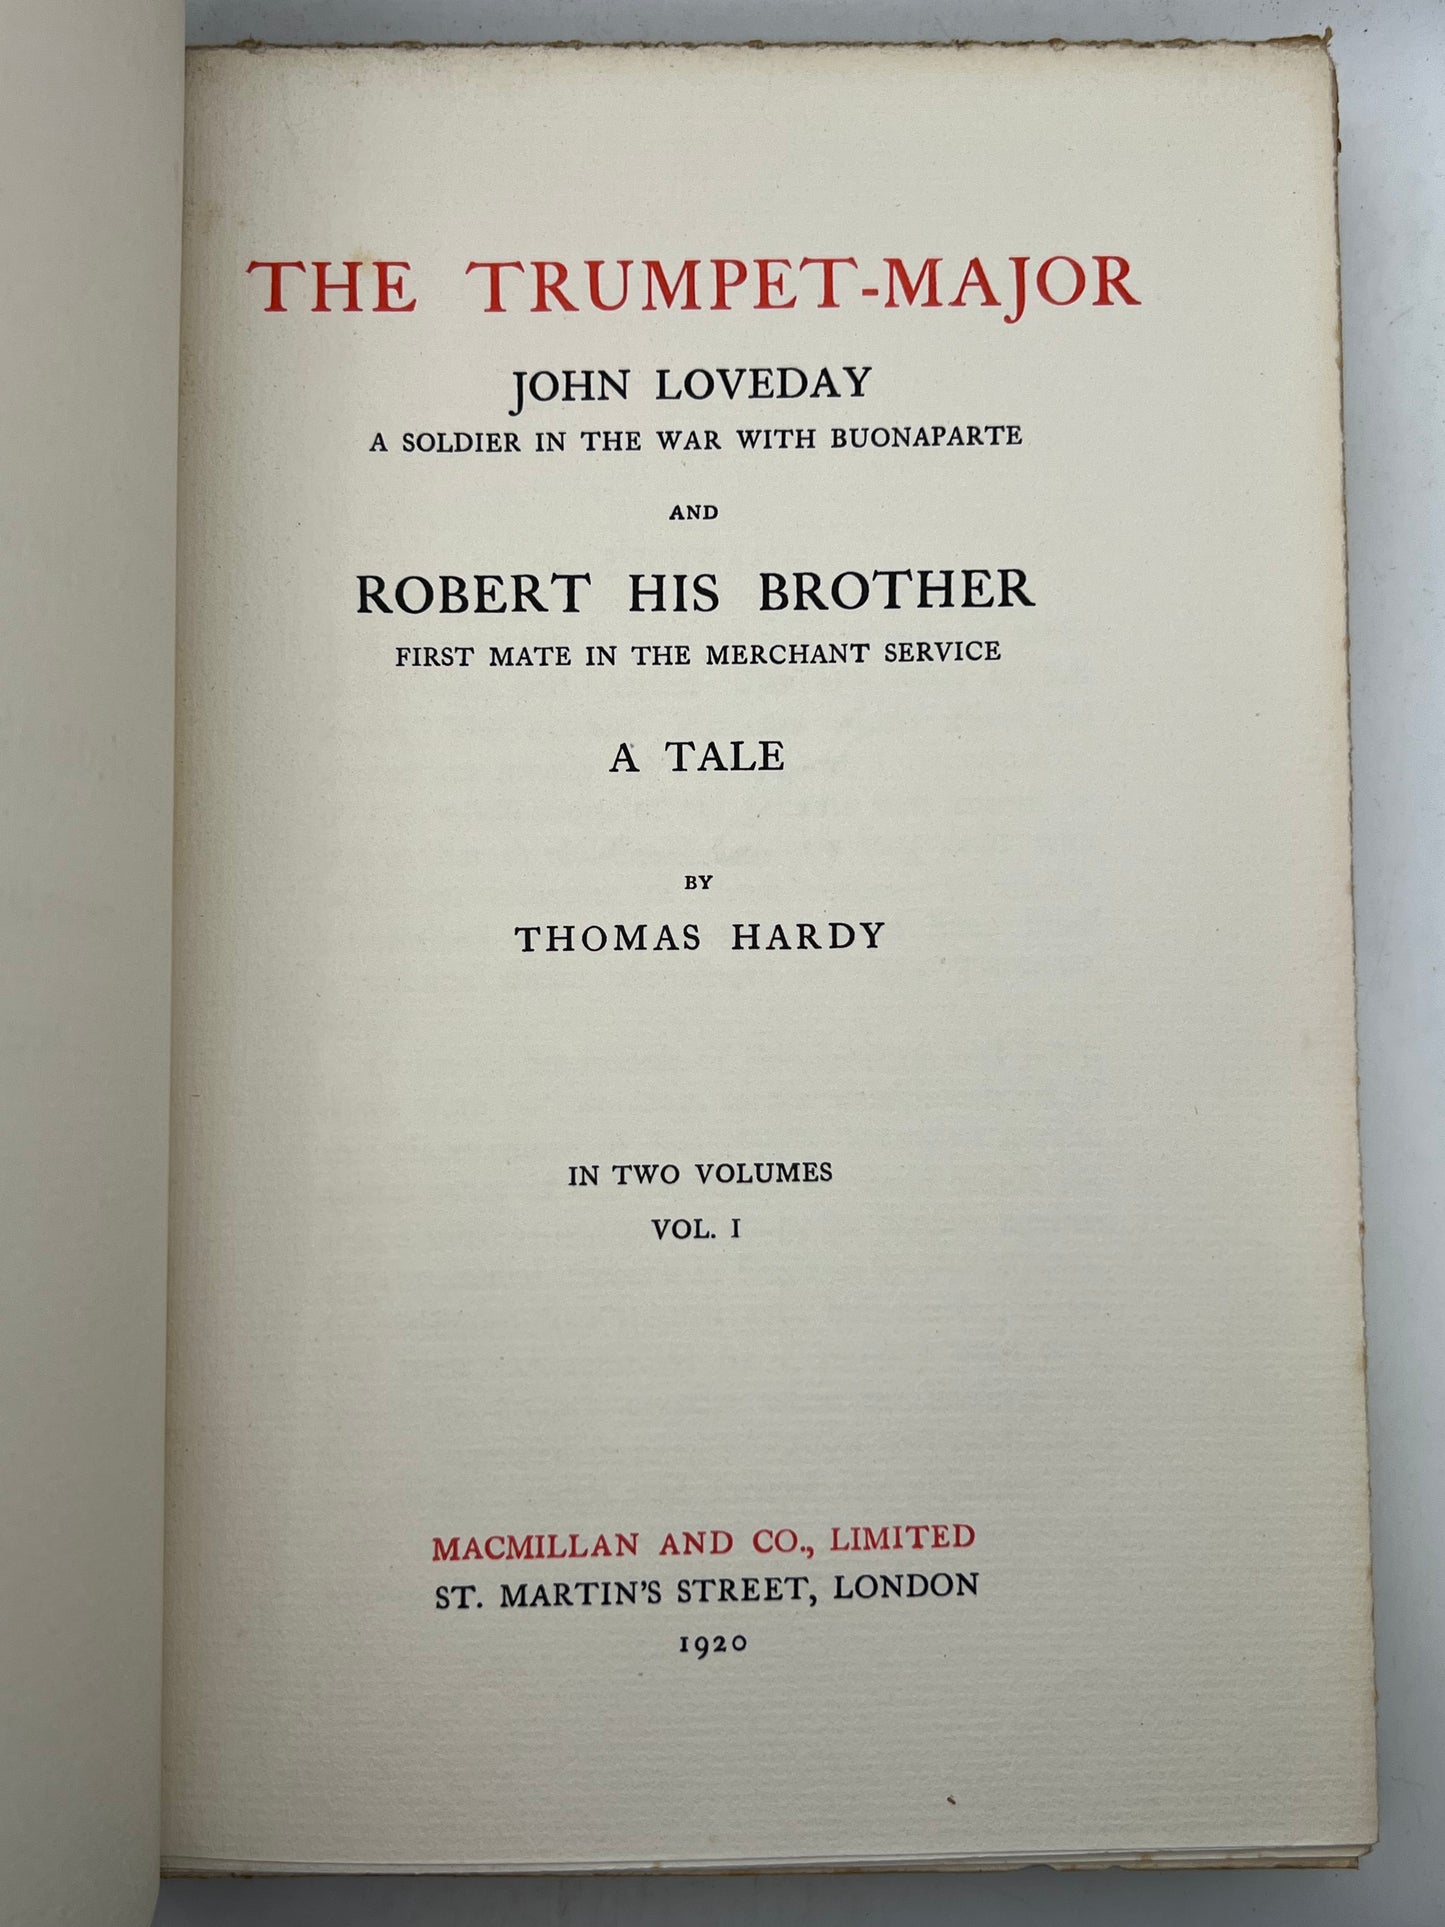 THE TRUMPET-MAJOR
JOHN LOVEDAY
A SOLDIER IN THE WAR WITH BUONAPARTE
AND
ROBERT HIS BROTHER
FIRST MATE IN THE MERCHANT SERVICE
A TALE
BY
THOMAS HARDY
IN TWO VOLUMES
VOL. I
MACMILLAN AND CO., LIMITED
ST. MARTIN'S STREET, LONDON
1920